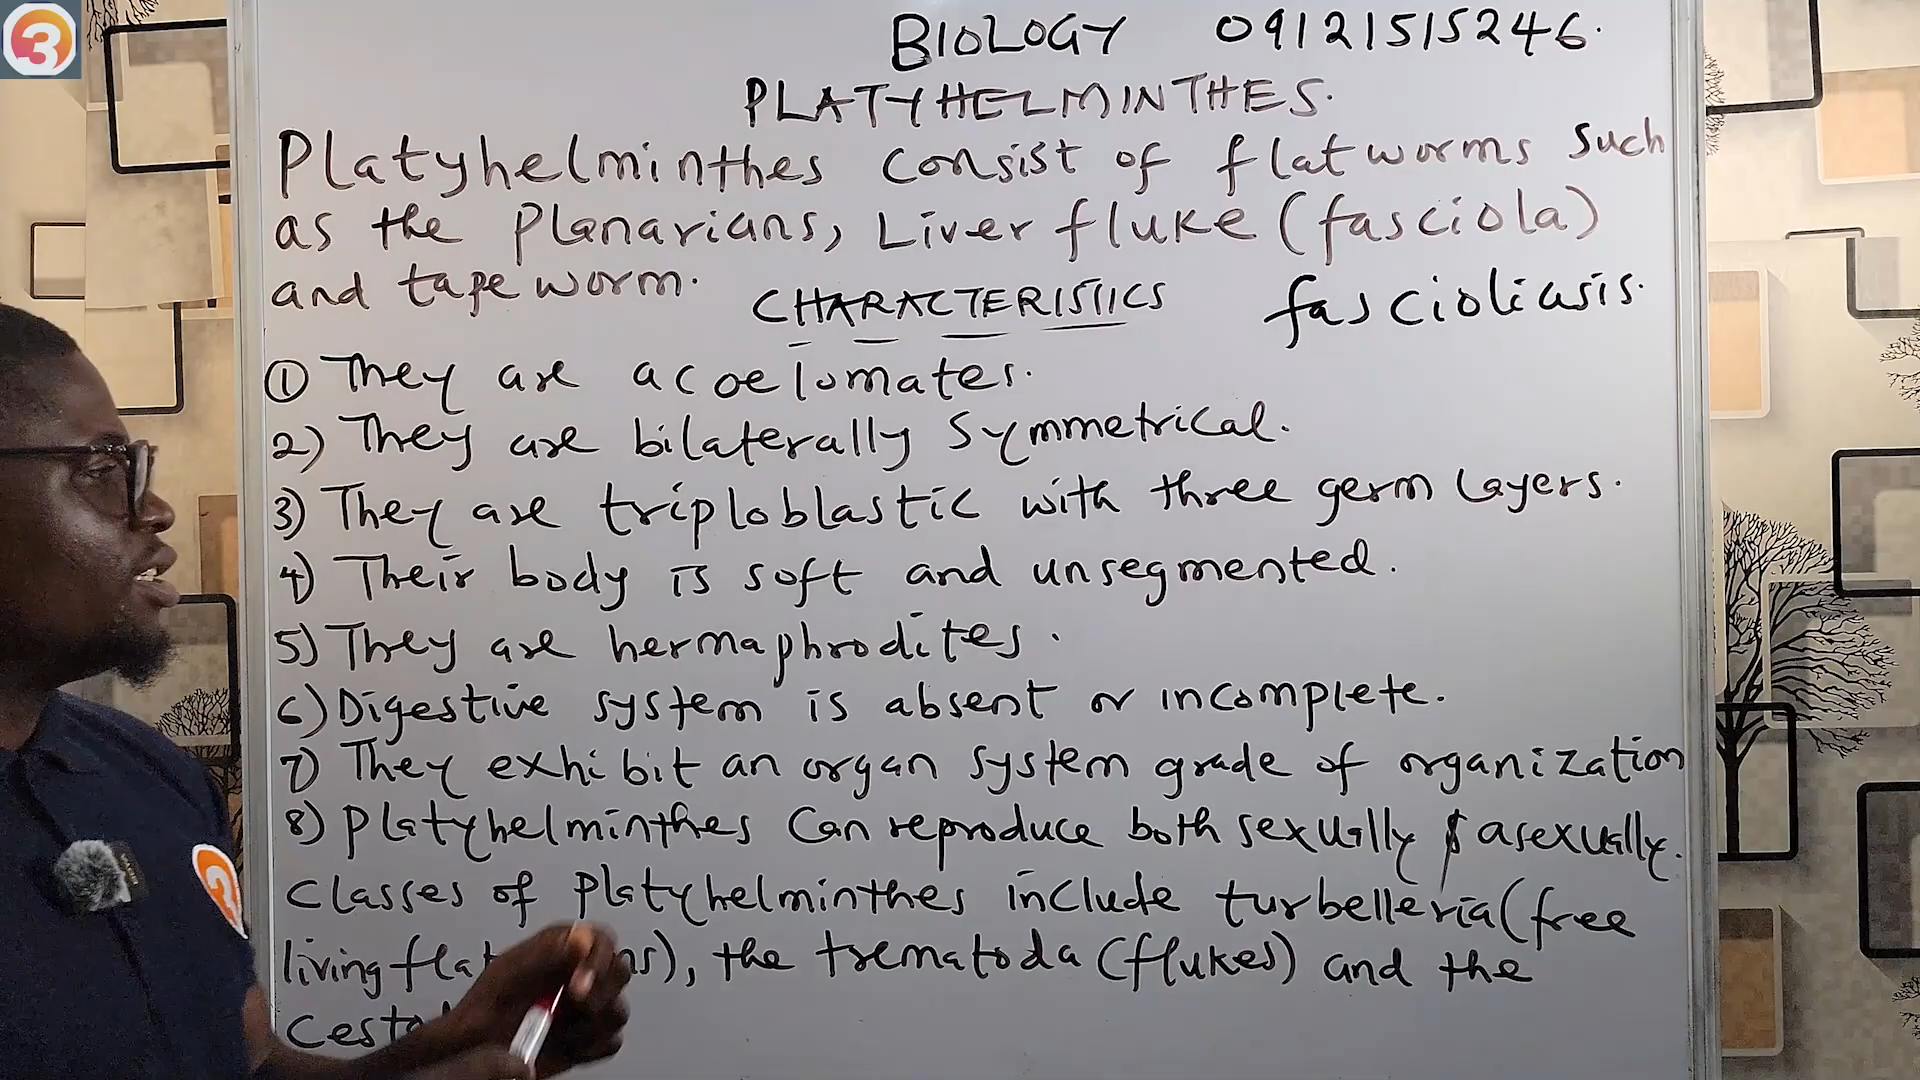 3
BIOLOGY 09121515246.
PLATYHELMINTHES.
Platyhelminthes consist of flatworms such
as the Planarians, Liver fluke (fasciola)
and tapeworm.
CHARACTERISTICS fascioliasis.
① They are acoelomates.
2) They are bilaterally symmetrical.
3) They are triploblastic with three germ layers.
4) Their body is soft and unsegmented.
5) They are hermaphrodites.
6) Digestive system is absent or incomplete.
7) They exhibit an organ system grade of organization
8) Platyhelminthes can reproduce both sexually & asexually.
Classes of Platyhelminthes include turbelleria (free
living), the trematoda (flukes) and the
3